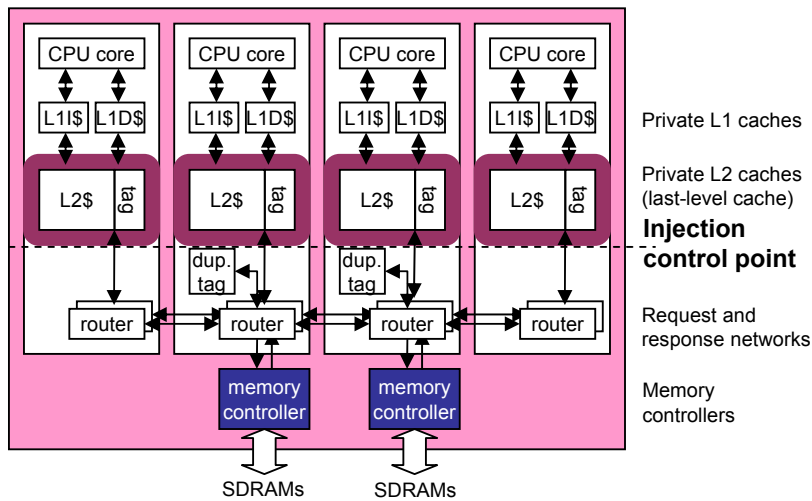 CPU core
CPU core
CPU core
CPU core
L1I$ L1D$
L1I$ L1D$
L1I$ L1D$
L1I$ L1D$
Private L1 caches
L2$ tag
L2$ tag
L2$ tag
L2$ tag
Private L2 caches
(last-level cache)
Injection
control point
dup.
tag
dup.
tag
router
router
router
router
Request and
response networks
memory
controller
memory
controller
Memory
controllers
SDRAMs
SDRAMs